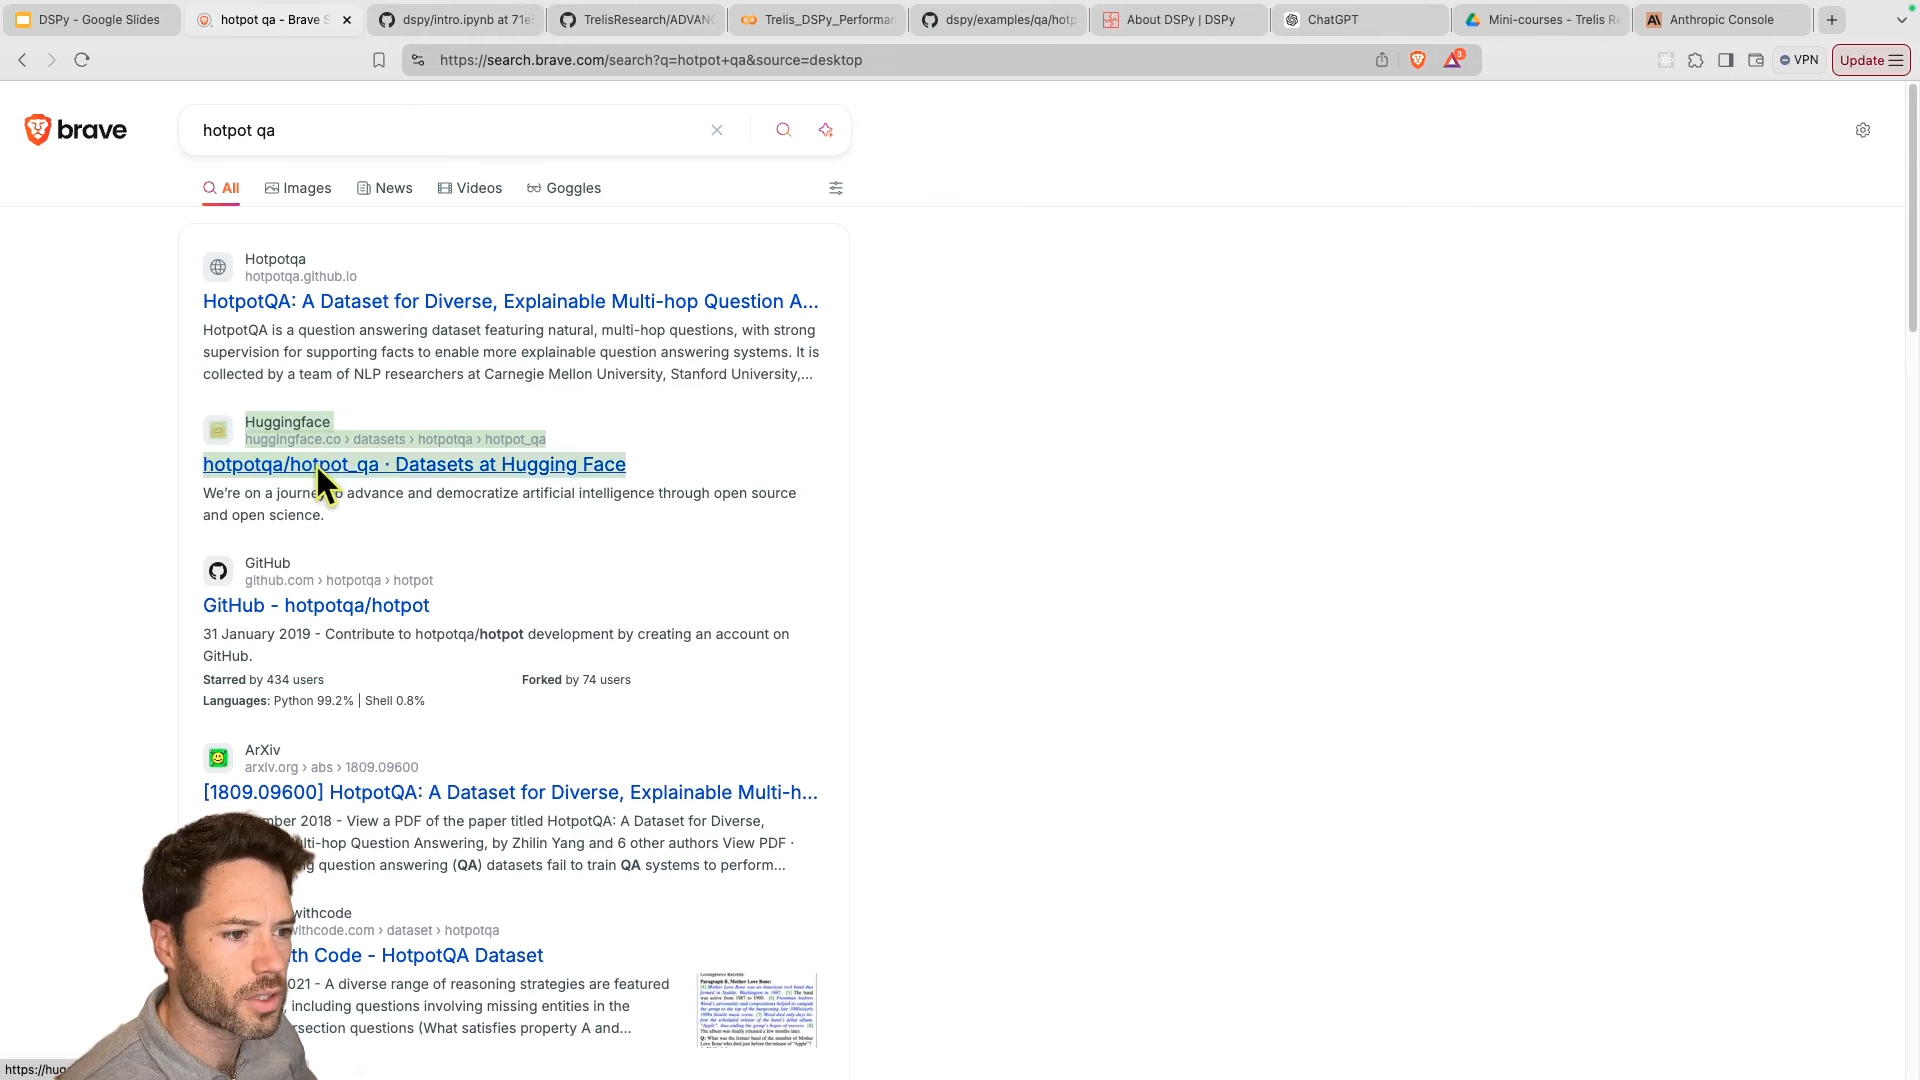 DSPy - Google Slides
hotpot qa - Brave S
dspy/intro.ipynb at 71e
TrelisResearch/ADVANC
Trelis_DSPy_Performan
dspy/examples/qa/hotp
About DSPy | DSPy
ChatGPT
Mini-courses - Trelis Re
Anthropic Console
https://search.brave.com/search?q=hotpot+qa&source=desktop
3
VPN
Update
brave
hotpot qa
All
Images
News
Videos
Goggles
Hotpotqa
hotpotqa.github.io
HotpotQA: A Dataset for Diverse, Explainable Multi-hop Question A...
HotpotQA is a question answering dataset featuring natural, multi-hop questions, with strong
supervision for supporting facts to enable more explainable question answering systems. It is
collected by a team of NLP researchers at Carnegie Mellon University, Stanford University,...
Huggingface
huggingface.co › datasets › hotpotqa › hotpot_qa
hotpotqa/hotpot_qa · Datasets at Hugging Face
We're on a journey advance and democratize artificial intelligence through open source
and open science.
GitHub
github.com › hotpotqa › hotpot
GitHub - hotpotqa/hotpot
31 January 2019 - Contribute to hotpotqa/hotpot development by creating an account on
GitHub.
Starred by 434 users
Forked by 74 users
Languages: Python 99.2% | Shell 0.8%
ArXiv
arxiv.org › abs › 1809.09600
[1809.09600] HotpotQA: A Dataset for Diverse, Explainable Multi-h...
2018 - View a PDF of the paper titled HotpotQA: A Dataset for Diverse,
lti-hop Question Answering, by Zhilin Yang and 6 other authors View PDF ·
g question answering (QA) datasets fail to train QA systems to perform...
withcode
withcode.com › dataset › hotpotqa
th Code - HotpotQA Dataset
021 - A diverse range of reasoning strategies are featured
, including questions involving missing entities in the
rsection questions (What satisfies property A and...
https://hug